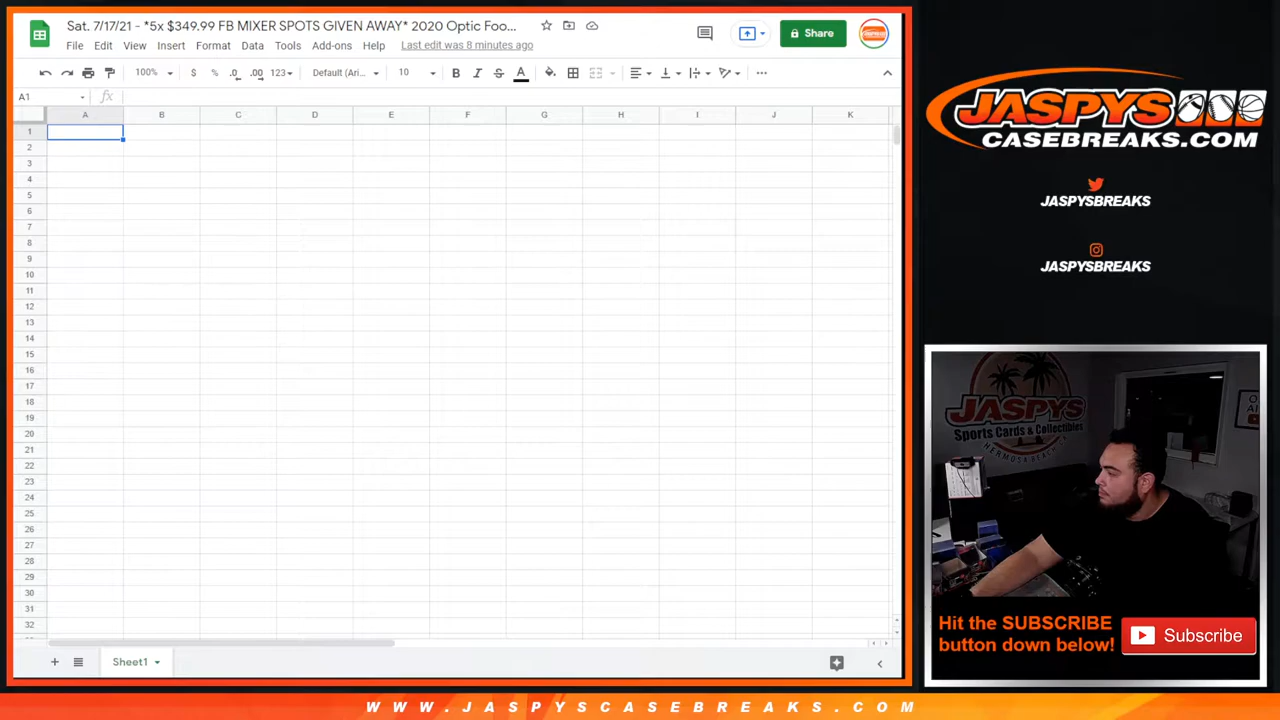 Sat. 7/17/21 - *5x $349.99 FB MIXER SPOTS GIVEN AWAY* 2020 Optic Foo...
File Edit View Insert Format Data Tools Add-ons Help Last edit was 8 minutes ago
Share
100% $ % .0 .00 123 Default (Ari... 10 B I S A
A1 fx
A B C D E F G H I J K
1
2
3
4
5
6
7
8
9
10
11
12
13
14
15
16
17
18
19
20
21
22
23
24
25
26
27
28
29
30
31
32
Sheet1
JASPYS
CASEBREAKS.COM
JASPYSBREAKS
JASPYSBREAKS
JASPYS
Sports Cards & Collectibles
HERMOSA BEACH, CA
Hit the SUBSCRIBE
button down below!
Subscribe
WWW.JASPYSCASEBREAKS.COM